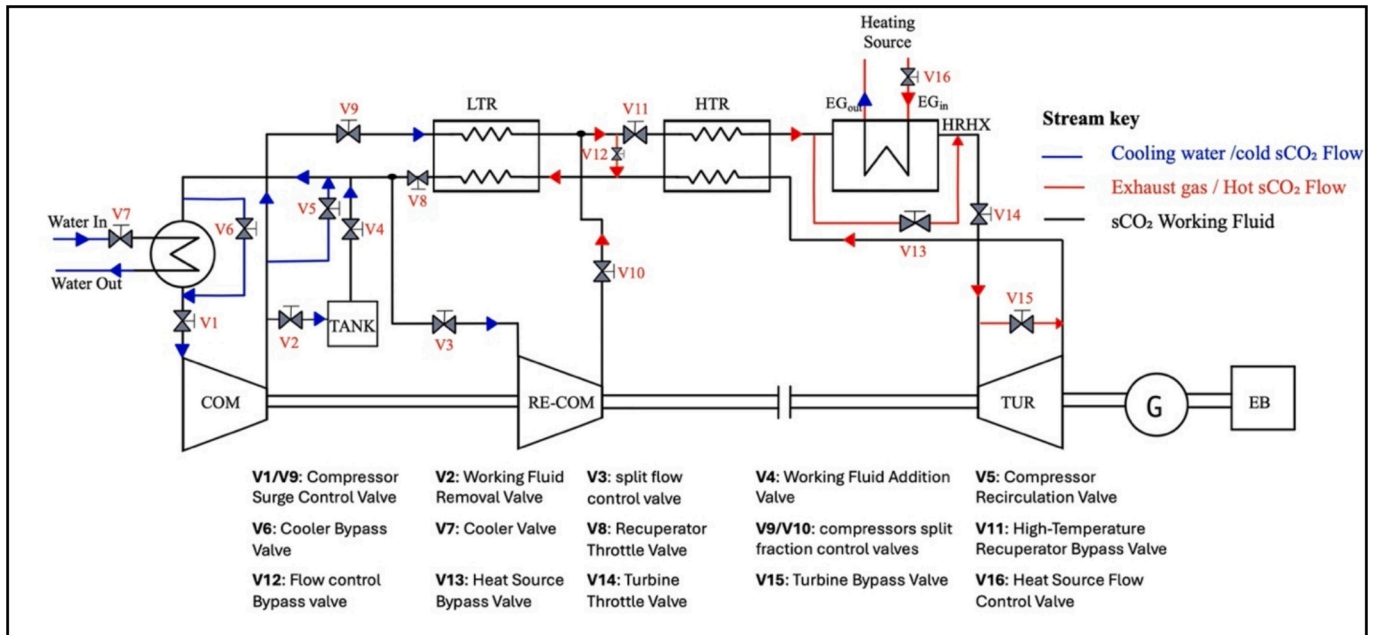 Heating
Source
V16
V9
LTR
V11
HTR
EGout
EGin
HRHX
Stream key
V12
Cooling water /cold sCO₂ Flow
V8
Exhaust gas / Hot sCO₂ Flow
V5
V4
V14
Water In
V7
V6
sCO₂ Working Fluid
V13
V10
Water Out
V15
V1
V2
TANK
V3
COM
RE-COM
TUR
G
EB
V1/V9: Compressor
Surge Control Valve
V2: Working Fluid
Removal Valve
V3: split flow
control valve
V4: Working Fluid Addition
Valve
V5: Compressor
Recirculation Valve
V6: Cooler Bypass
Valve
V7: Cooler Valve
V8: Recuperator
Throttle Valve
V9/V10: compressors split
fraction control valves
V11: High-Temperature
Recuperator Bypass Valve
V12: Flow control
Bypass valve
V13: Heat Source
Bypass Valve
V14: Turbine
Throttle Valve
V15: Turbine Bypass Valve
V16: Heat Source Flow
Control Valve